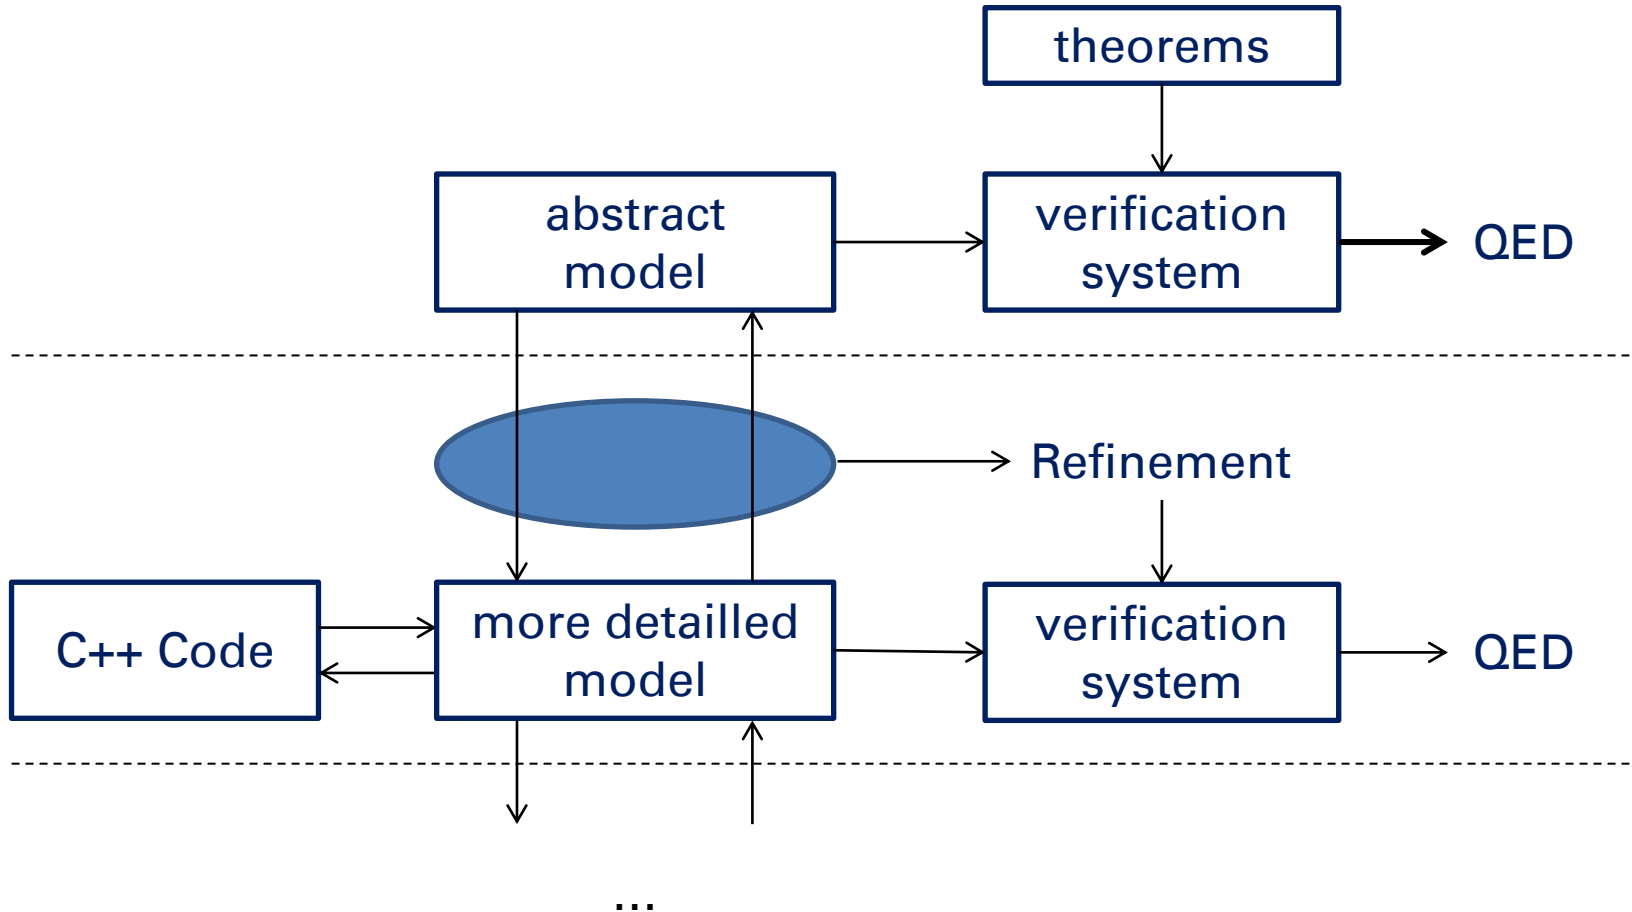 theorems
abstract
model
verification
system
QED
Refinement
C++ Code
more detailled
model
verification
system
QED
...